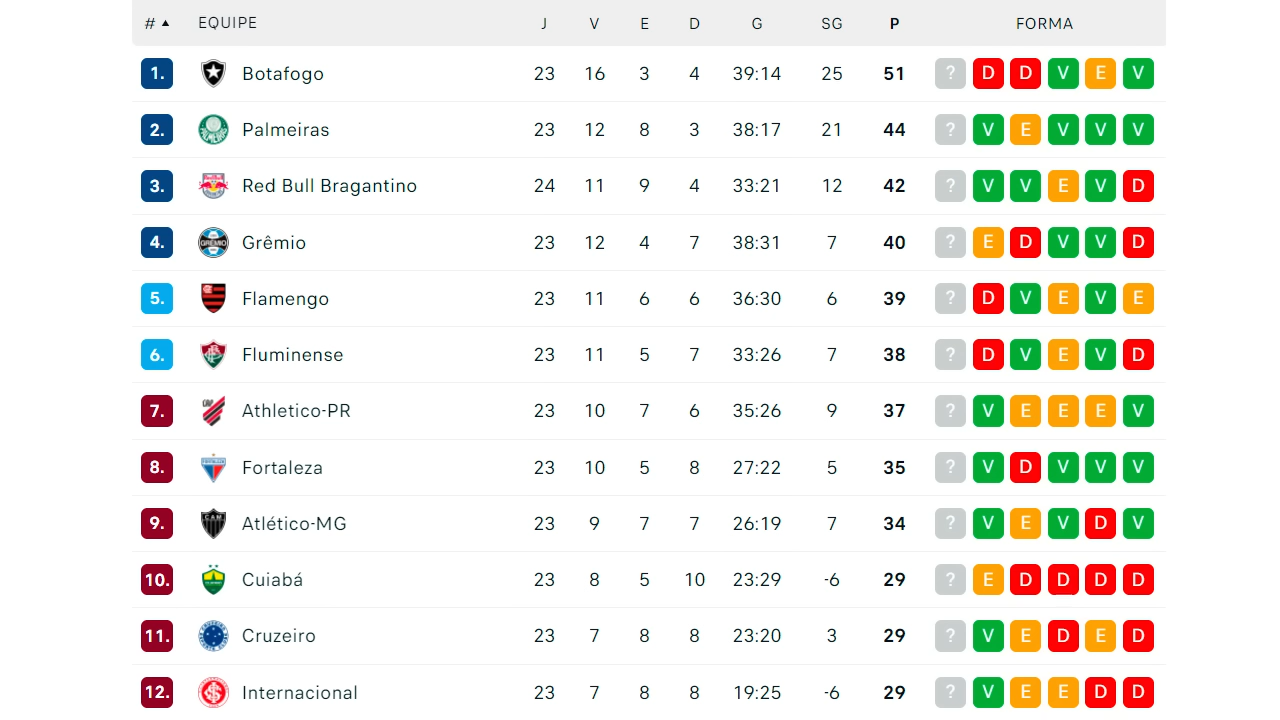 # ▲ EQUIPE J V E D G SG P FORMA
1. Botafogo 23 16 3 4 39:14 25 51 ? D D V E V
2. Palmeiras 23 12 8 3 38:17 21 44 ? V E V V V
3. Red Bull Bragantino 24 11 9 4 33:21 12 42 ? V V E V D
4. Grêmio 23 12 4 7 38:31 7 40 ? E D V V D
5. Flamengo 23 11 6 6 36:30 6 39 ? D V E V E
6. Fluminense 23 11 5 7 33:26 7 38 ? D V E V D
7. Athletico-PR 23 10 7 6 35:26 9 37 ? V E E E V
8. Fortaleza 23 10 5 8 27:22 5 35 ? V D V V V
9. Atlético-MG 23 9 7 7 26:19 7 34 ? V E V D V
10. Cuiabá 23 8 5 10 23:29 -6 29 ? E D D D D
11. Cruzeiro 23 7 8 8 23:20 3 29 ? V E D E D
12. Internacional 23 7 8 8 19:25 -6 29 ? V E E D D